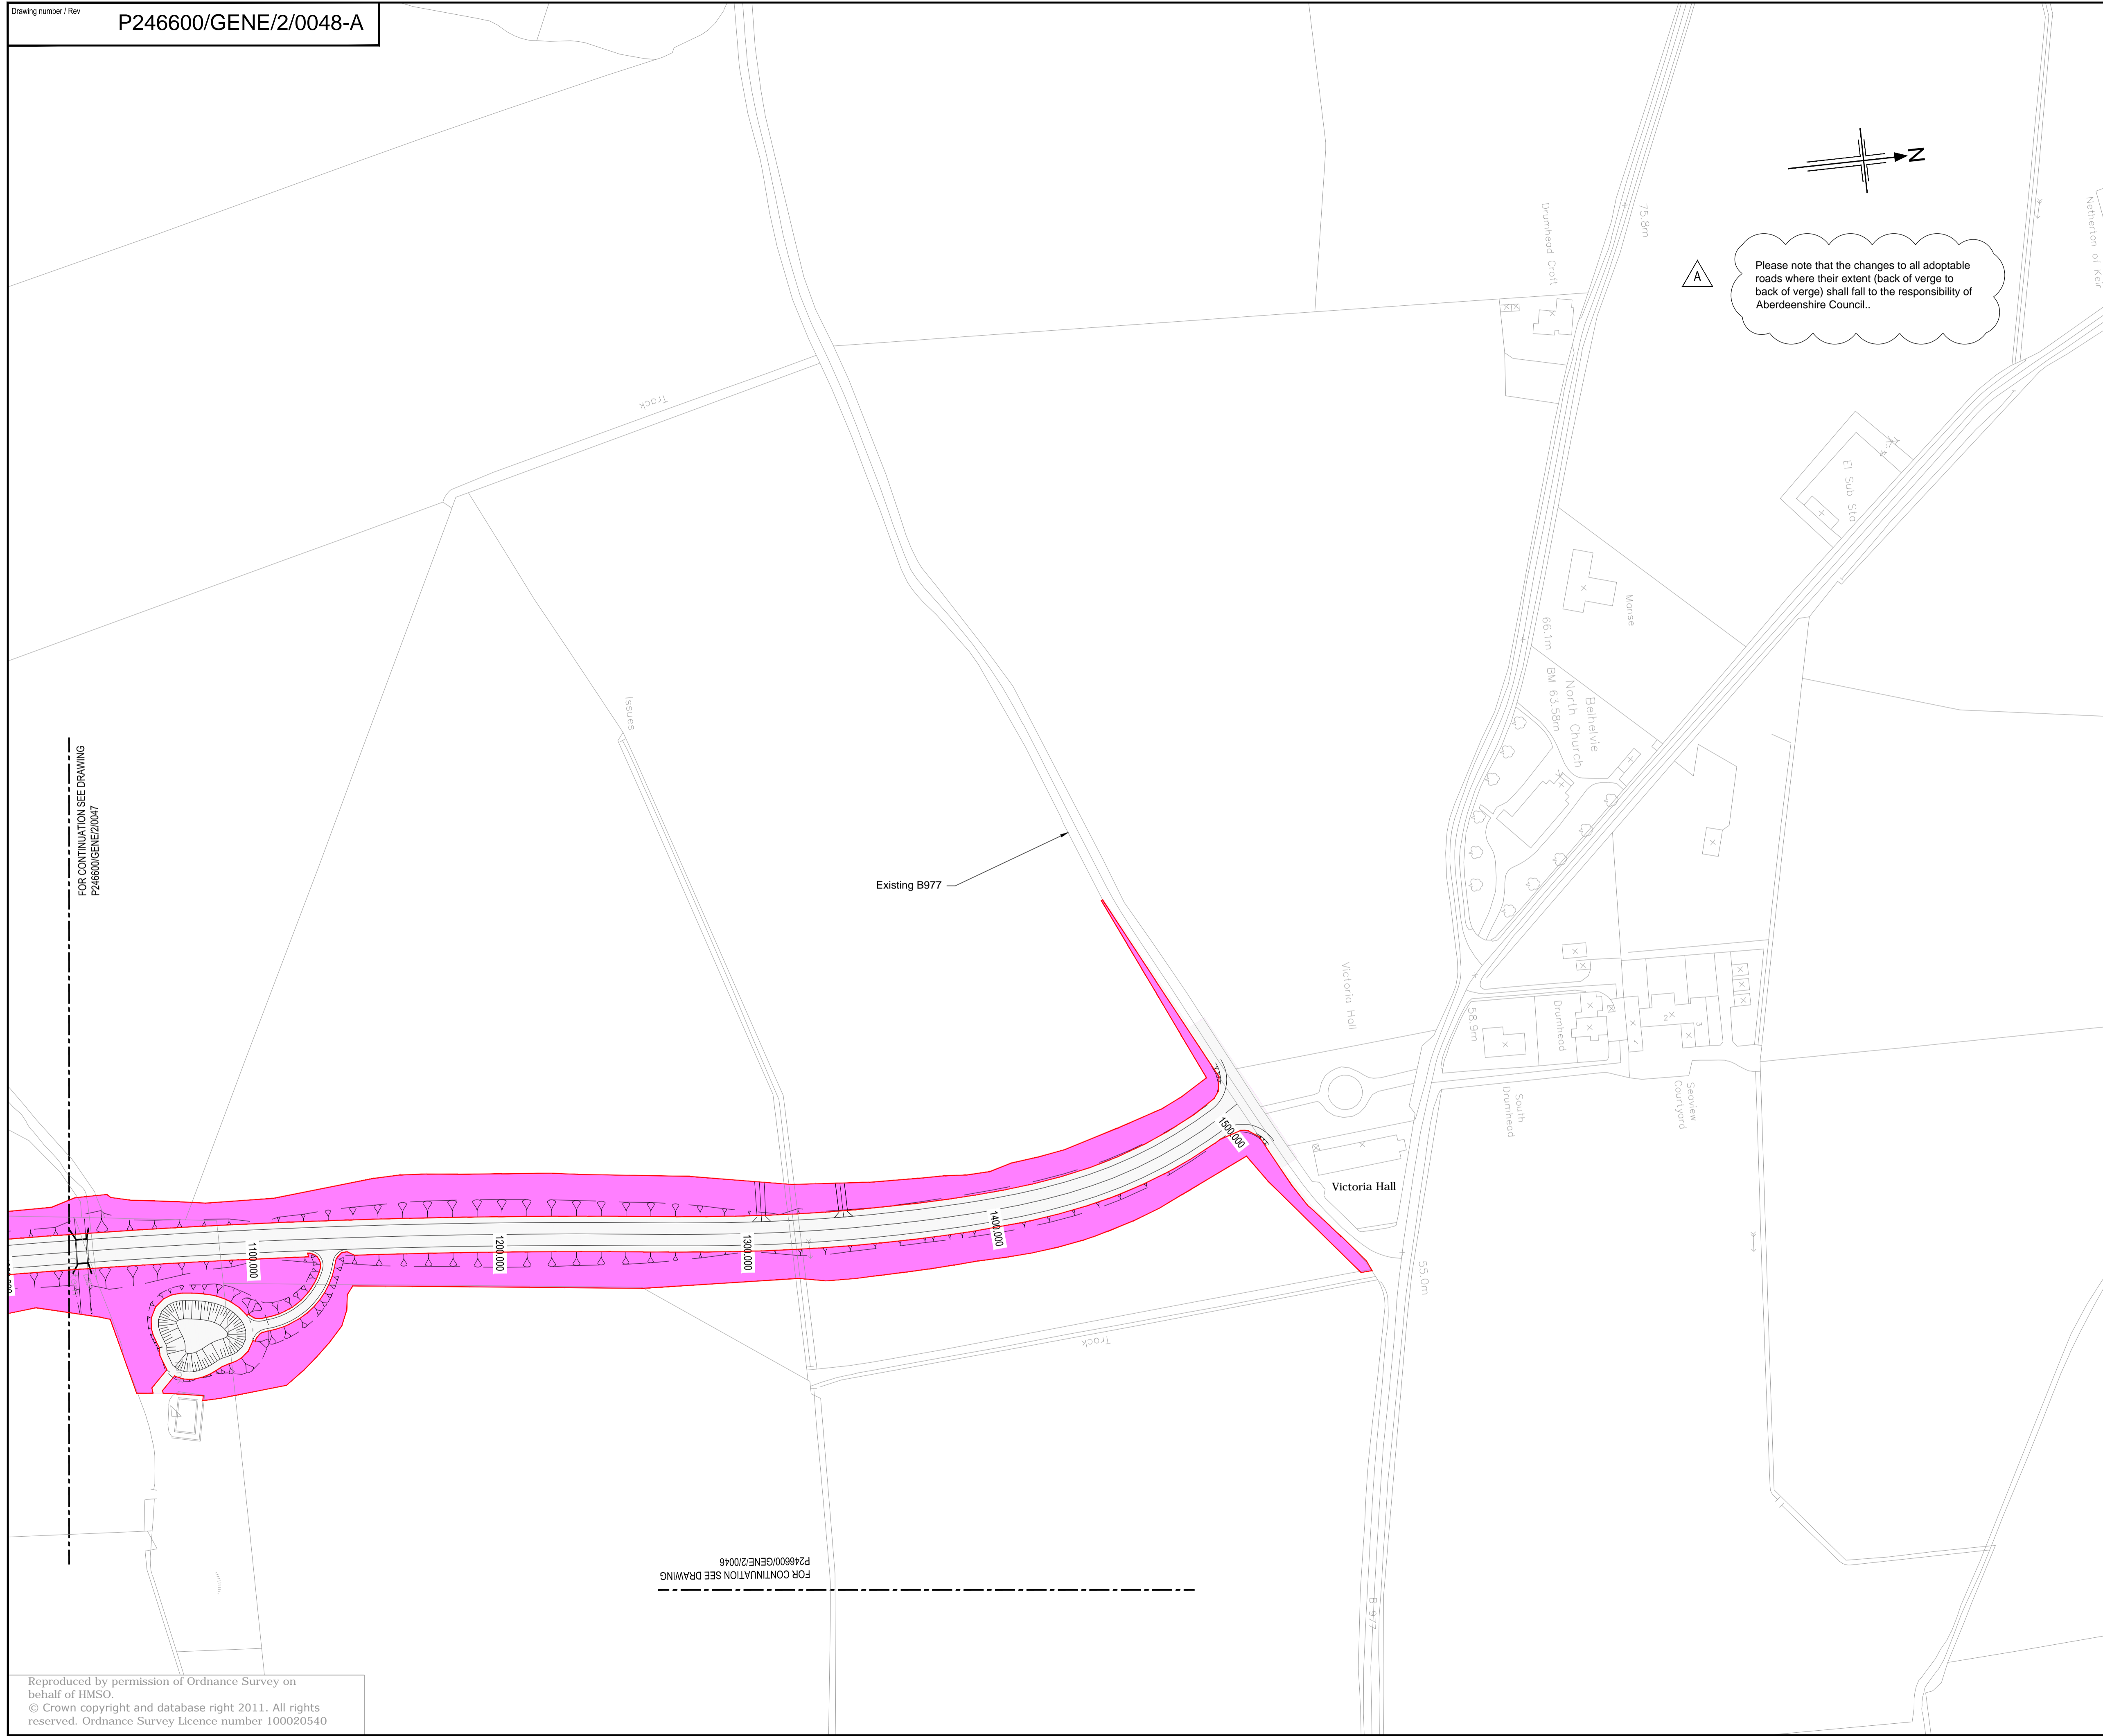 Drawing number / Rev
P246600/GENE/2/0048-A
N
A
Please note that the changes to all adoptable
roads where their extent (back of verge to
back of verge) shall fall to the responsibility of
Aberdeenshire Council..
Netherton of Keir
75.8m
Drumhead Croft
Track
El Sub Sta
Manse
66.1m
BM 63.58m
Belhelvie
North Church
Issues
FOR CONTINUATION SEE DRAWING
P246600/GENE/2/0047
Existing B977
Victoria Hall
58.9m
Drumhead
1
2
3
South
Drumhead
Seaview
Courtyard
Victoria Hall
1100.000
1200.000
1300.000
1400.000
1500.000
55.0m
Track
FOR CONTINUATION SEE DRAWING
P246600/GENE/2/0046
B 977
Reproduced by permission of Ordnance Survey on
behalf of HMSO.
© Crown copyright and database right 2011. All rights
reserved. Ordnance Survey Licence number 100020540